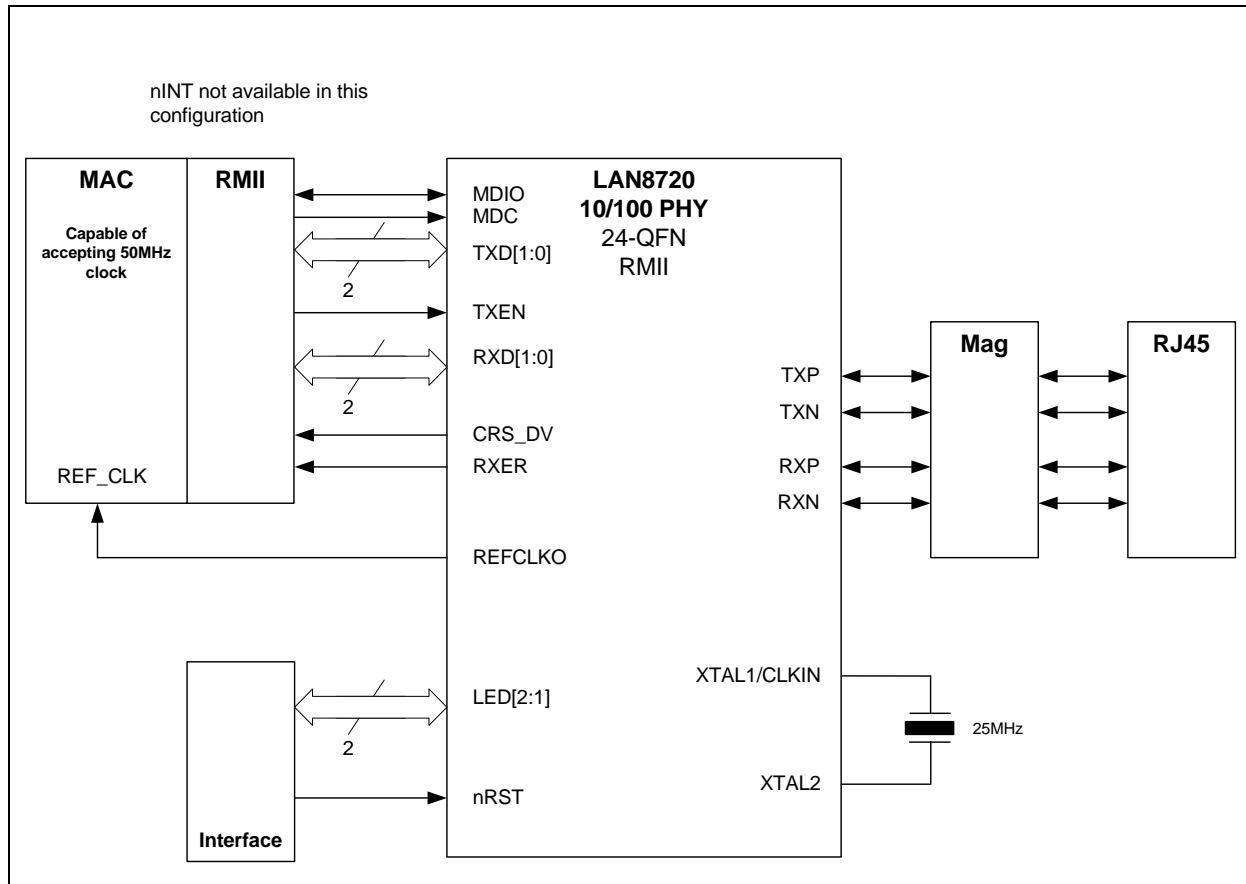 nINT not available in this
configuration
MAC
RMII
Capable of
accepting 50MHz
clock
REF_CLK
LAN8720
10/100 PHY
24-QFN
RMII
MDIO
MDC
TXD[1:0]
2
TXEN
RXD[1:0]
2
CRS_DV
RXER
REFCLKO
LED[2:1]
2
nRST
Interface
TXP
TXN
RXP
RXN
Mag
RJ45
XTAL1/CLKIN
25MHz
XTAL2